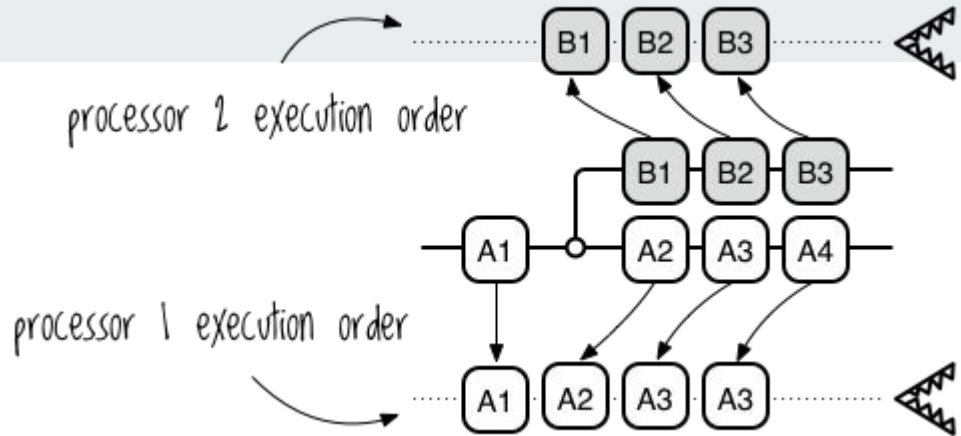 B1 B2 B3
processor 2 execution order
B1 B2 B3
A1 A2 A3 A4
processor 1 execution order
A1 A2 A3 A3